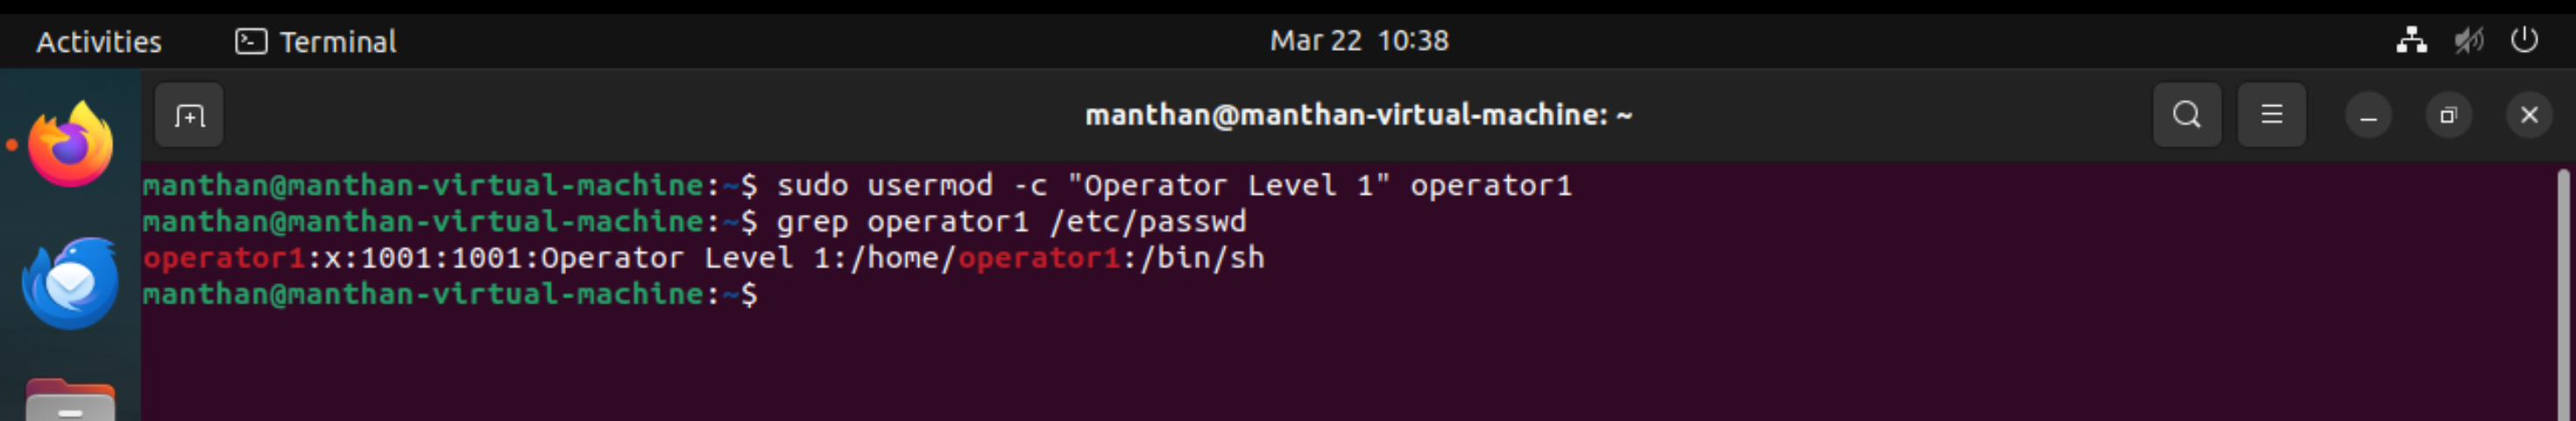 Activities Terminal Mar 22 10:38
manthan@manthan-virtual-machine: ~
manthan@manthan-virtual-machine:~$ sudo usermod -c "Operator Level 1" operator1
manthan@manthan-virtual-machine:~$ grep operator1 /etc/passwd
operator1:x:1001:1001:Operator Level 1:/home/operator1:/bin/sh
manthan@manthan-virtual-machine:~$